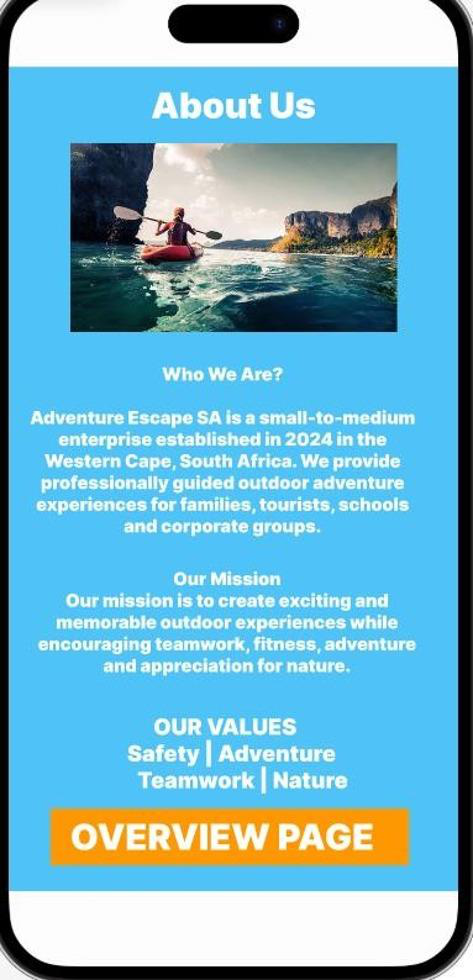 About Us
Who We Are?
Adventure Escape SA is a small-to-medium
enterprise established in 2024 in the
Western Cape, South Africa. We provide
professionally guided outdoor adventure
experiences for families, tourists, schools
and corporate groups.
Our Mission
Our mission is to create exciting and
memorable outdoor experiences while
encouraging teamwork, fitness, adventure
and appreciation for nature.
OUR VALUES
Safety | Adventure
Teamwork | Nature
OVERVIEW PAGE